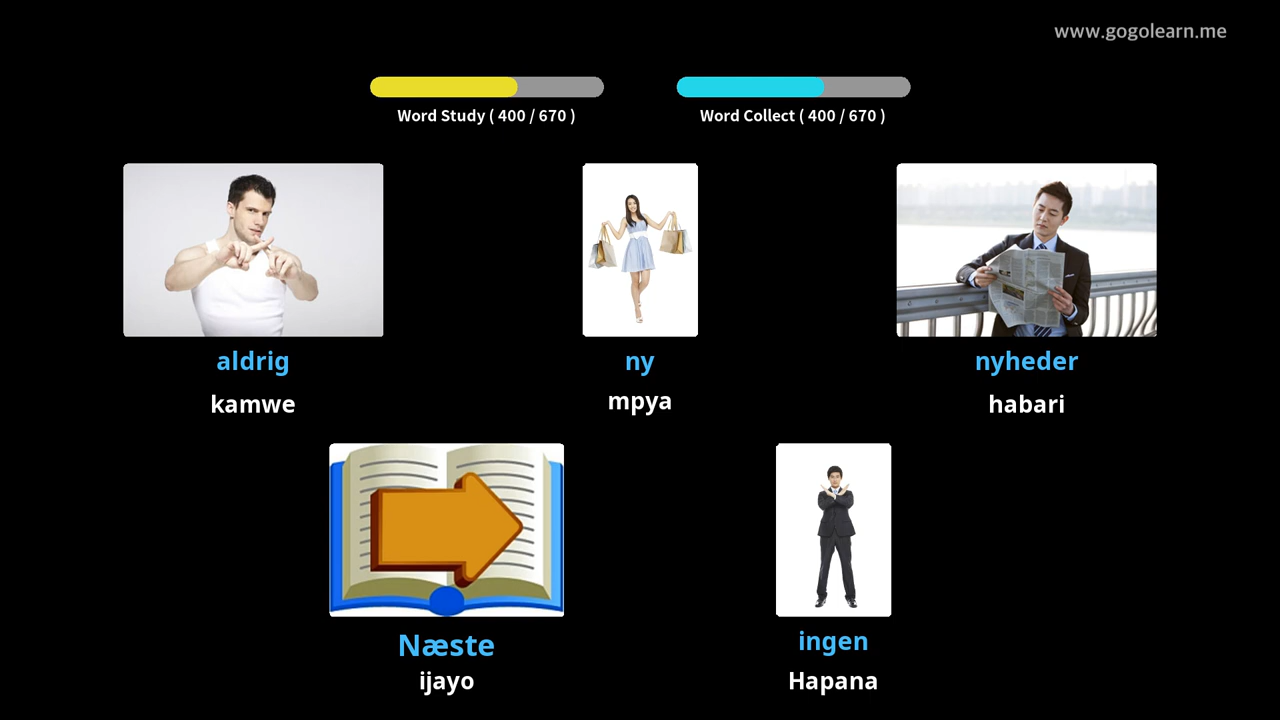 www.gogolearn.me
Word Study ( 400 / 670 )
Word Collect ( 400 / 670 )
aldrig
kamwe
ny
mpya
nyheder
habari
Næste
ijayo
ingen
Hapana